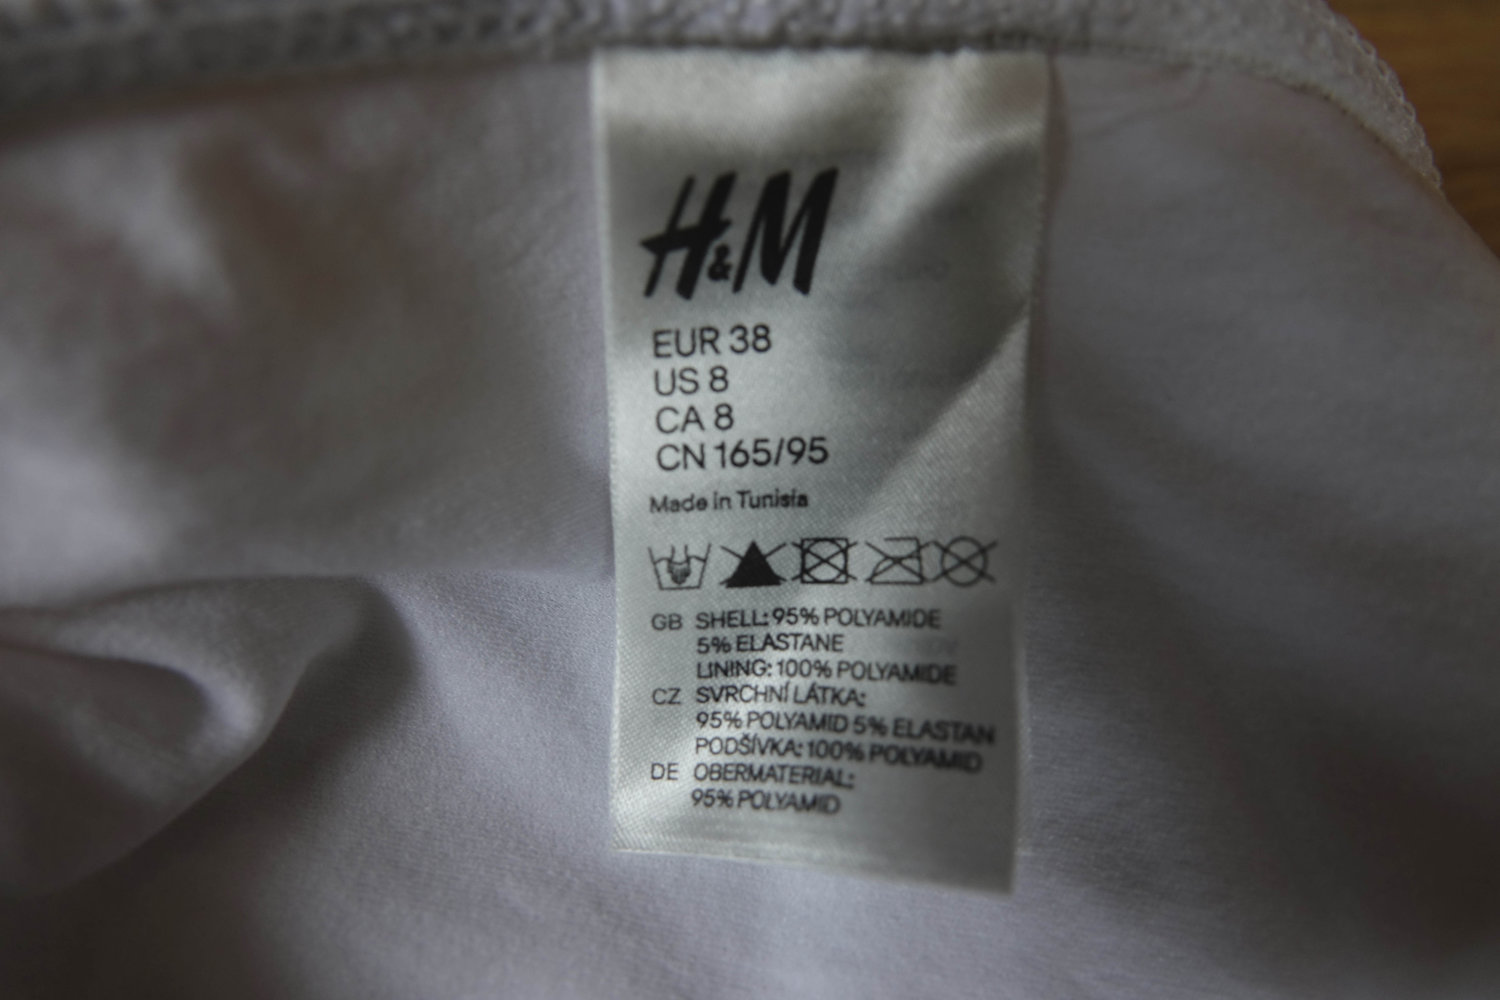 H&M
EUR 38
US 8
CA 8
CN 165/95
Made in Tunisia
GB SHELL: 95% POLYAMIDE
5% ELASTANE
LINING: 100% POLYAMIDE
CZ SVRCHNÍ LÁTKA:
95% POLYAMID 5% ELASTAN
PODŠÍVKA: 100% POLYAMID
DE OBERMATERIAL:
95% POLYAMID